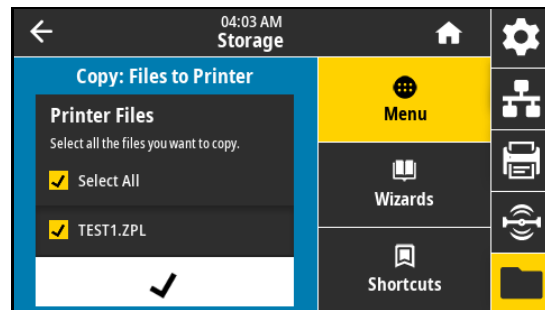 04:03 AM
Storage
Copy: Files to Printer
Printer Files
Select all the files you want to copy.
Select All
TEST1.ZPL
Menu
Wizards
Shortcuts